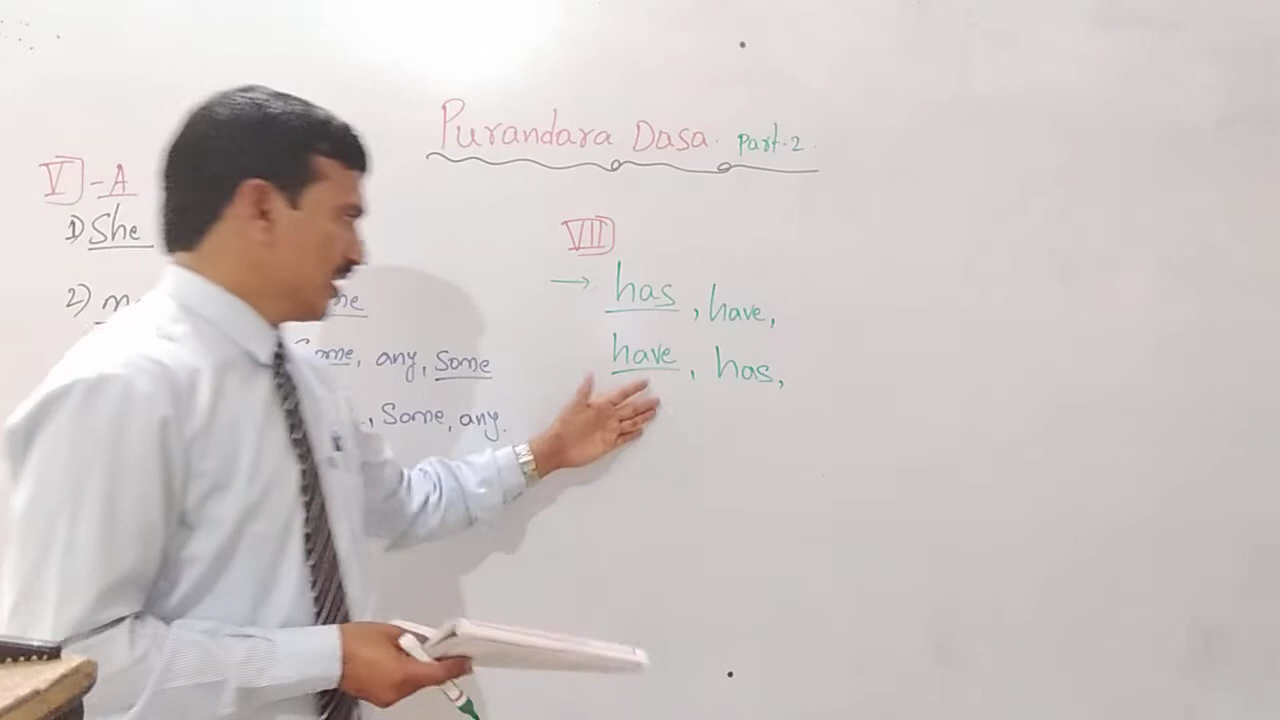 Purandara Dasa. Part-2.
V -A
1) She
2)
Some, any, Some
Some, any.
VII
→ has, have,
have, has,